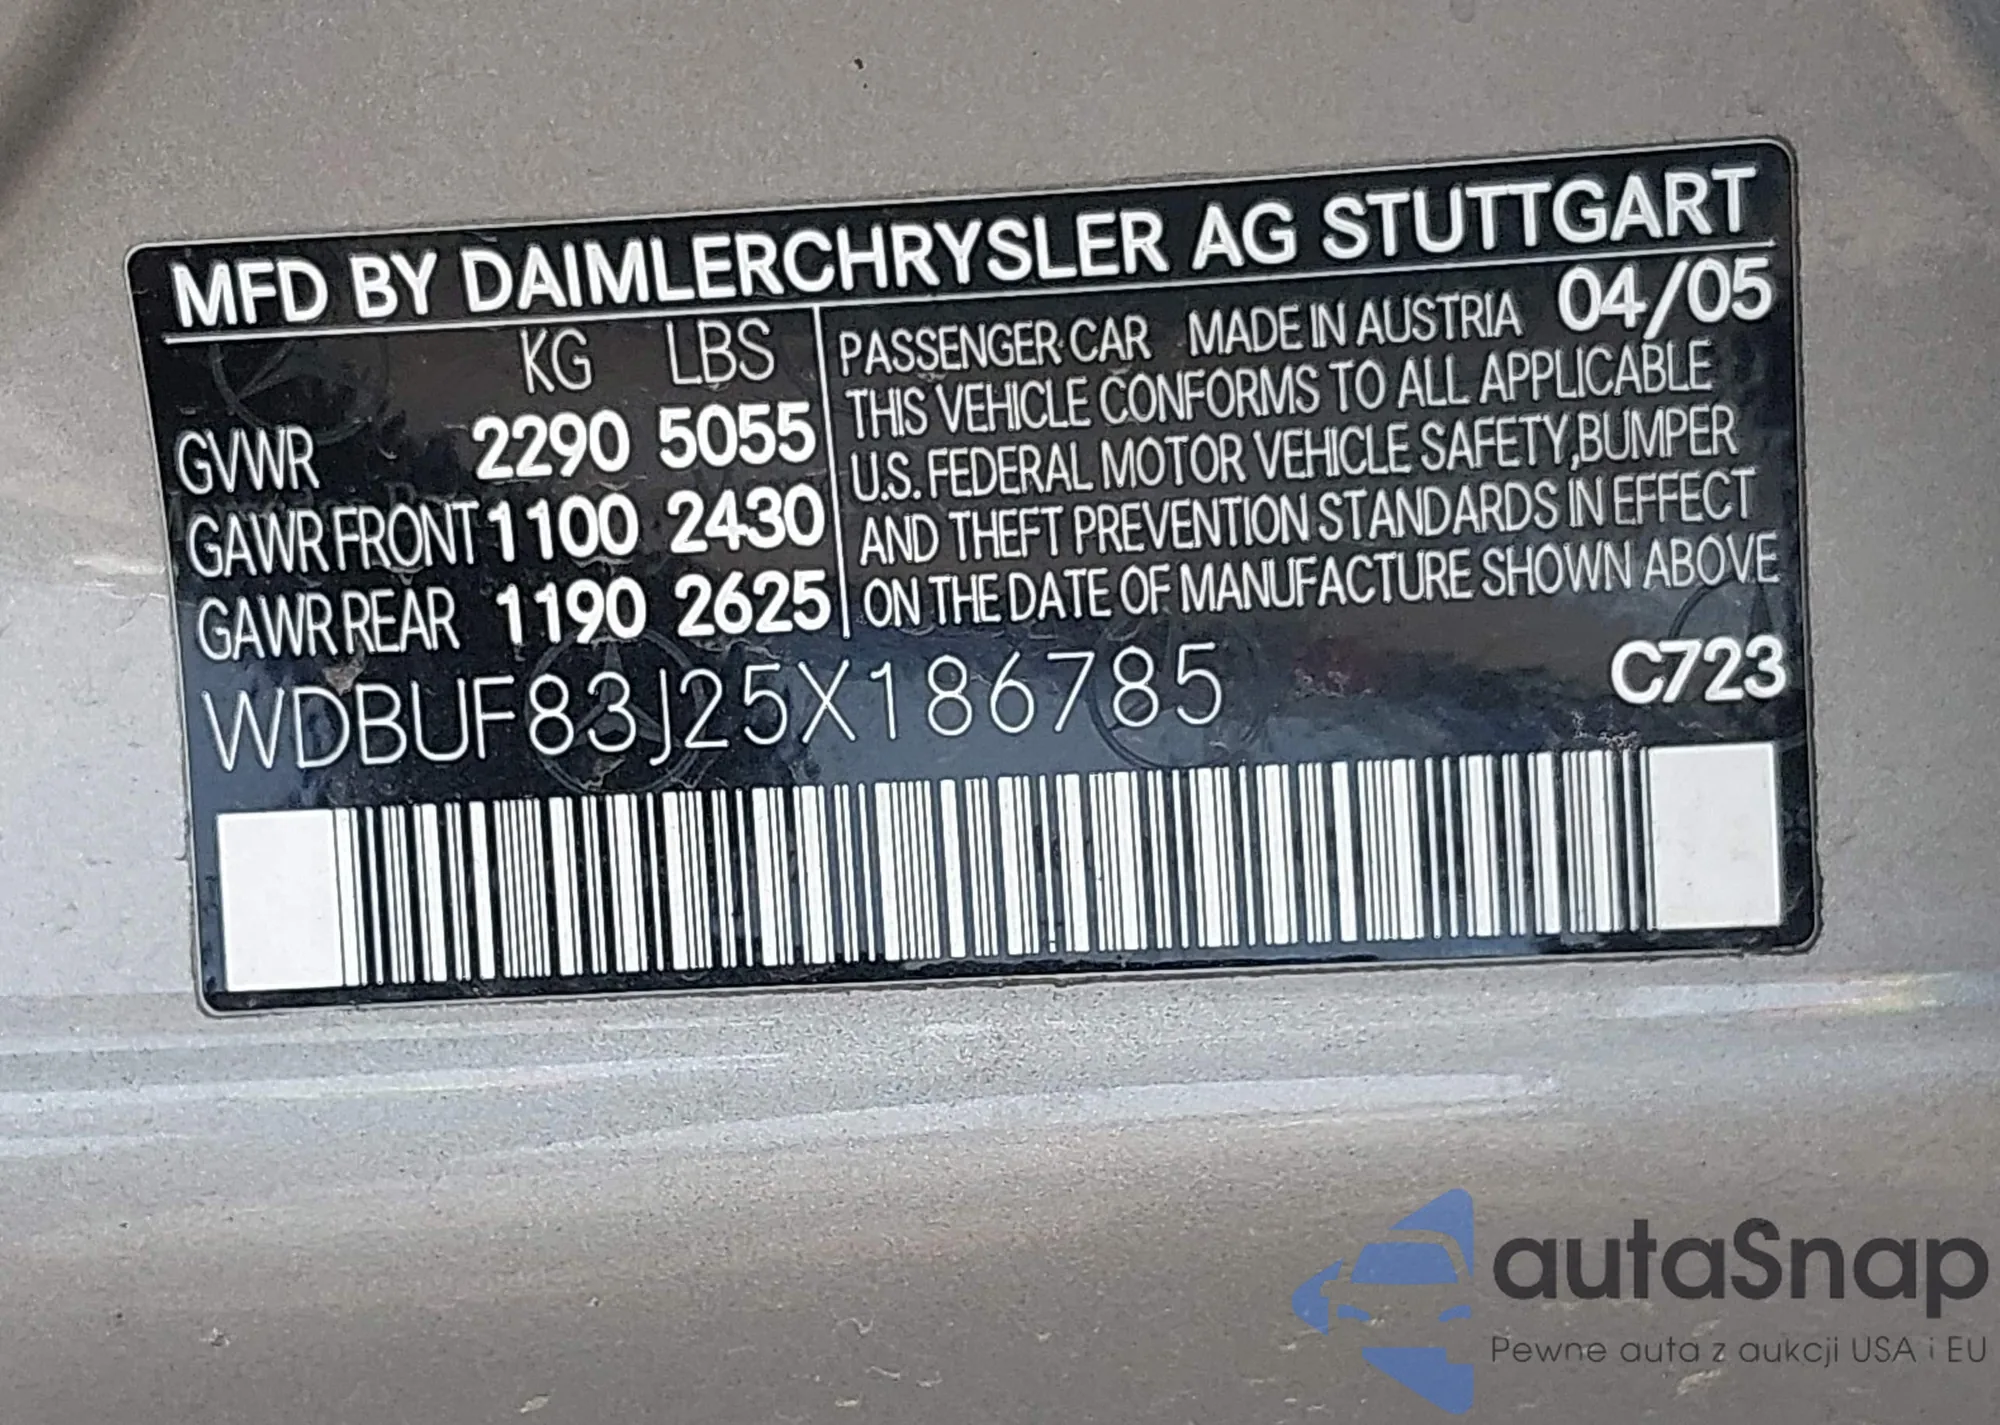 MFD BY DAIMLERCHRYSLER AG STUTTGART
KG LBS
GVWR 2290 5055
GAWR FRONT 1100 2430
GAWR REAR 1190 2625
PASSENGER CAR MADE IN AUSTRIA 04/05
THIS VEHICLE CONFORMS TO ALL APPLICABLE
U.S. FEDERAL MOTOR VEHICLE SAFETY,BUMPER
AND THEFT PREVENTION STANDARDS IN EFFECT
ON THE DATE OF MANUFACTURE SHOWN ABOVE
WDBUF83J25X186785
C723
autaSnap
Pewne auta z aukcji USA i EU